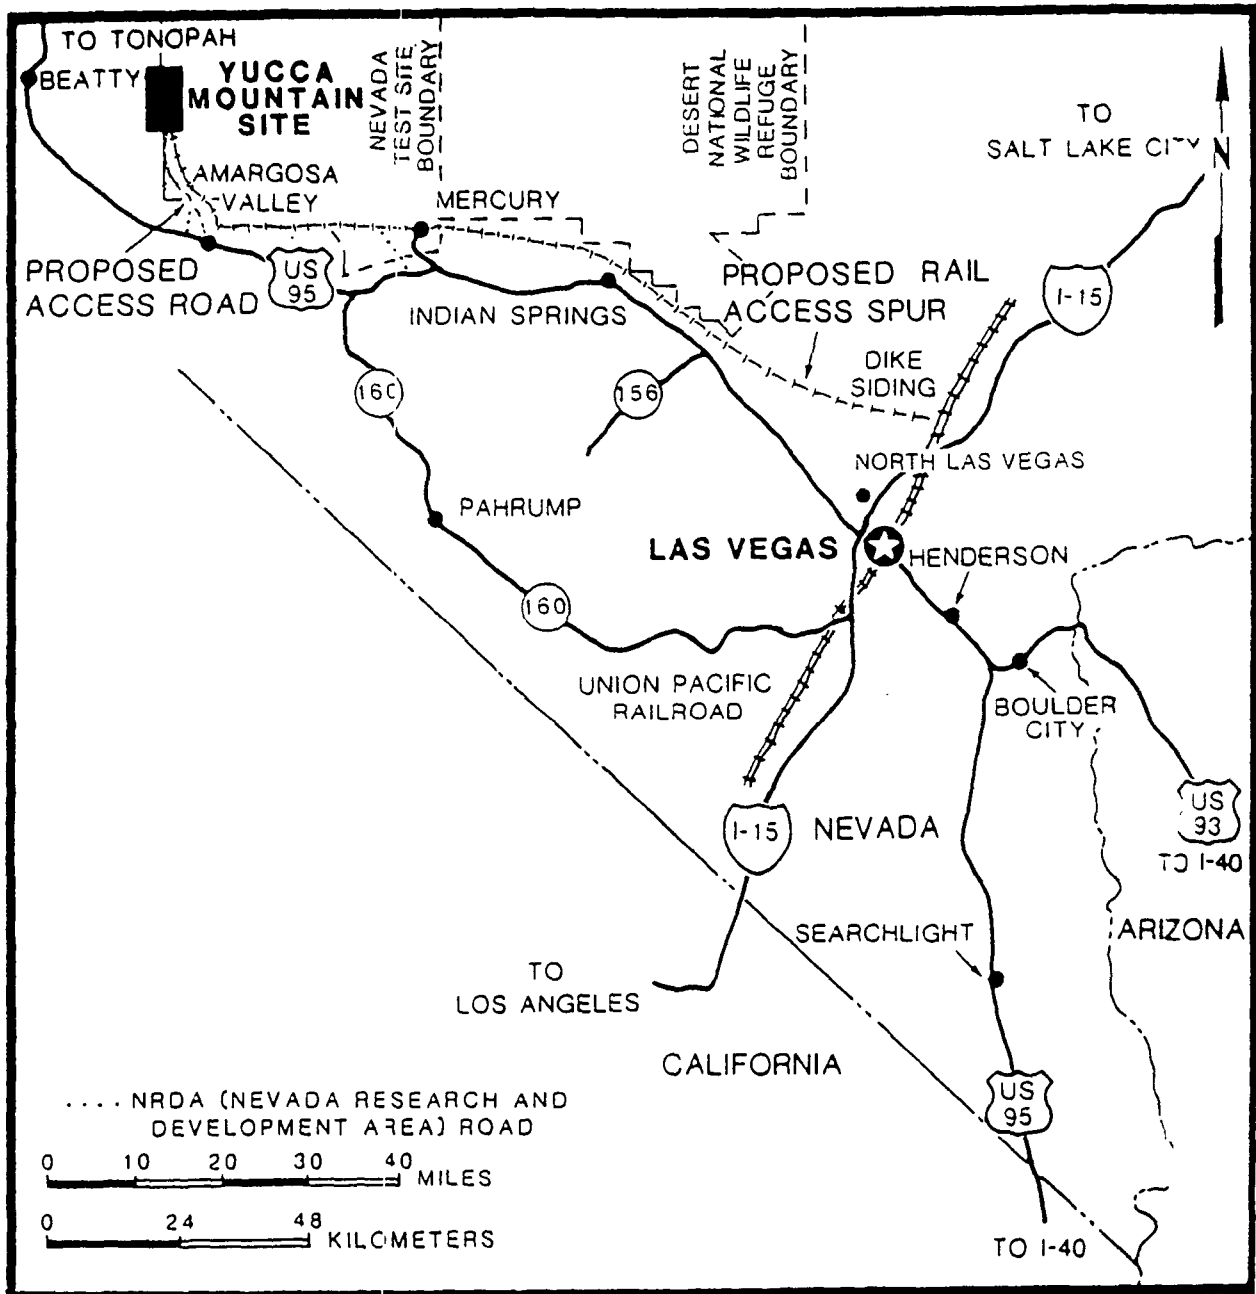 TO TONOPAH
BEATTY
YUCCA
MOUNTAIN
SITE
NEVADA
TEST SITE
BOUNDARY
DESERT
NATIONAL
WILDLIFE
REFUGE
BOUNDARY
TO
SALT LAKE CITY
N
AMARGOSA
VALLEY
MERCURY
PROPOSED
ACCESS ROAD
US
95
INDIAN SPRINGS
PROPOSED RAIL
ACCESS SPUR
I-15
DIKE
SIDING
160
156
NORTH LAS VEGAS
PAHRUMP
LAS VEGAS
HENDERSON
160
UNION PACIFIC
RAILROAD
BOULDER
CITY
I-15
NEVADA
US
93
TO I-40
SEARCHLIGHT
ARIZONA
TO
LOS ANGELES
CALIFORNIA
US
95
.... NRDA (NEVADA RESEARCH AND
DEVELOPMENT AREA) ROAD
0 10 20 30 40 MILES
0 24 48 KILOMETERS
TO I-40